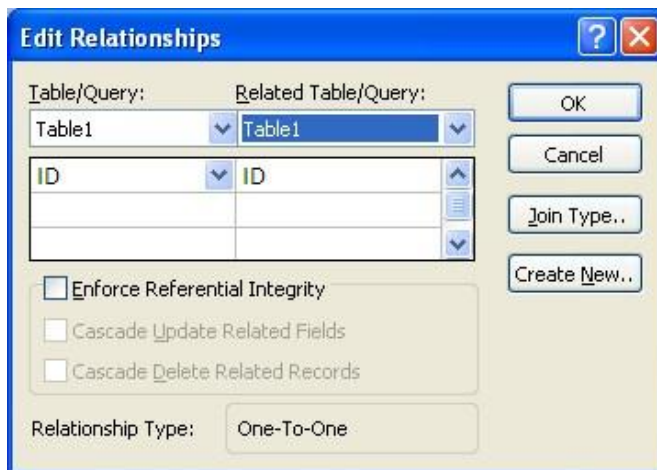 Edit Relationships
Table/Query: Related Table/Query:
Table1 Table1
ID ID
OK
Cancel
Join Type..
Create New..
Enforce Referential Integrity
Cascade Update Related Fields
Cascade Delete Related Records
Relationship Type: One-To-One